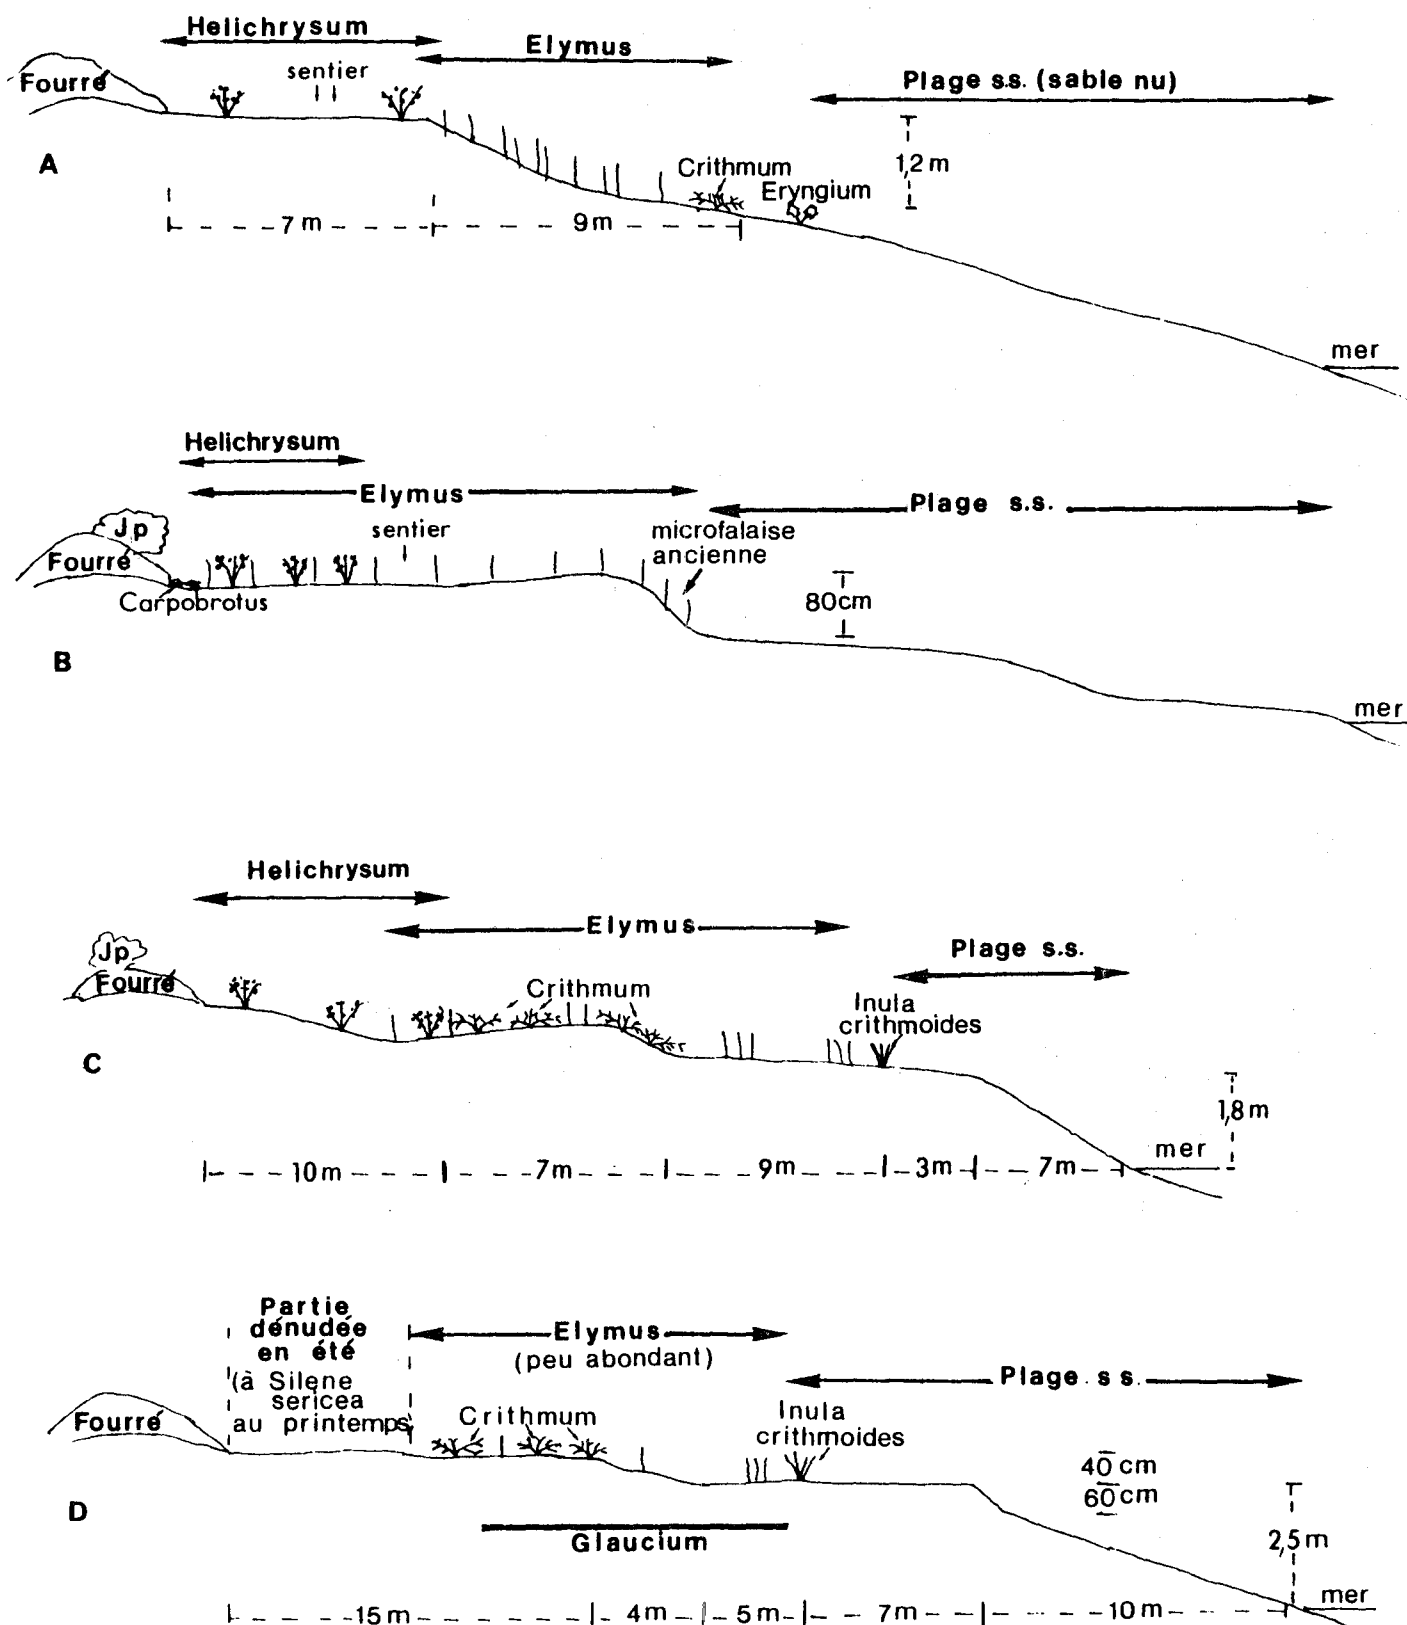 Helichrysum
Elymus
Fourré
sentier
Plage s.s. (sable nu)
A
Crithmum
1,2 m
Eryngium
7 m
9 m
mer
Helichrysum
Elymus
Plage s.s.
Jp
sentier
microfalaise
ancienne
Fourré
Carpobrotus
80cm
B
mer
Helichrysum
Elymus
Jp
Plage s.s.
Fourré
Crithmum
Inula
crithmoides
C
1,8 m
mer
10m
7m
9m
3m
7m
Partie
dénudée
en été
(à Silene
sericea
au printemps)
Elymus
(peu abondant)
Plage s s.
Fourré
Crithmum
Inula
crithmoides
40 cm
60 cm
D
Glaucium
2,5 m
mer
15m
4m
5m
7m
10m